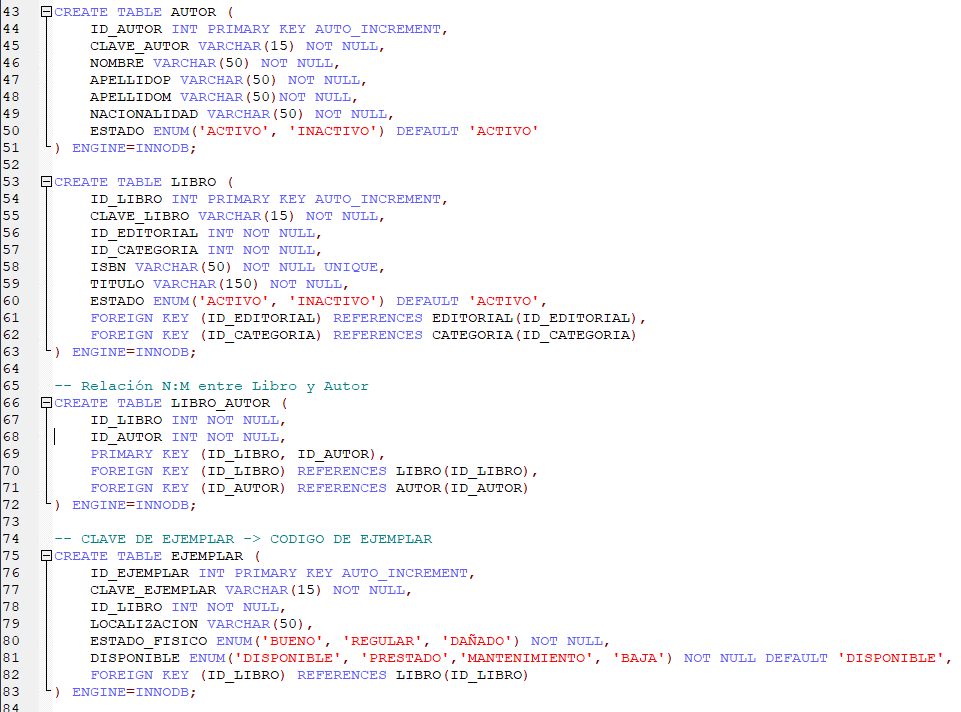 43 CREATE TABLE AUTOR (
44 ID_AUTOR INT PRIMARY KEY AUTO_INCREMENT,
45 CLAVE_AUTOR VARCHAR(15) NOT NULL,
46 NOMBRE VARCHAR(50) NOT NULL,
47 APELLIDOP VARCHAR(50) NOT NULL,
48 APELLIDOM VARCHAR(50)NOT NULL,
49 NACIONALIDAD VARCHAR(50) NOT NULL,
50 ESTADO ENUM('ACTIVO', 'INACTIVO') DEFAULT 'ACTIVO'
51 ) ENGINE=INNODB;
52
53 CREATE TABLE LIBRO (
54 ID_LIBRO INT PRIMARY KEY AUTO_INCREMENT,
55 CLAVE_LIBRO VARCHAR(15) NOT NULL,
56 ID_EDITORIAL INT NOT NULL,
57 ID_CATEGORIA INT NOT NULL,
58 ISBN VARCHAR(50) NOT NULL UNIQUE,
59 TITULO VARCHAR(150) NOT NULL,
60 ESTADO ENUM('ACTIVO', 'INACTIVO') DEFAULT 'ACTIVO',
61 FOREIGN KEY (ID_EDITORIAL) REFERENCES EDITORIAL(ID_EDITORIAL),
62 FOREIGN KEY (ID_CATEGORIA) REFERENCES CATEGORIA(ID_CATEGORIA)
63 ) ENGINE=INNODB;
64
65 -- Relación N:M entre Libro y Autor
66 CREATE TABLE LIBRO_AUTOR (
67 ID_LIBRO INT NOT NULL,
68 ID_AUTOR INT NOT NULL,
69 PRIMARY KEY (ID_LIBRO, ID_AUTOR),
70 FOREIGN KEY (ID_LIBRO) REFERENCES LIBRO(ID_LIBRO),
71 FOREIGN KEY (ID_AUTOR) REFERENCES AUTOR(ID_AUTOR)
72 ) ENGINE=INNODB;
73
74 -- CLAVE DE EJEMPLAR -> CODIGO DE EJEMPLAR
75 CREATE TABLE EJEMPLAR (
76 ID_EJEMPLAR INT PRIMARY KEY AUTO_INCREMENT,
77 CLAVE_EJEMPLAR VARCHAR(15) NOT NULL,
78 ID_LIBRO INT NOT NULL,
79 LOCALIZACION VARCHAR(50),
80 ESTADO_FISICO ENUM('BUENO', 'REGULAR', 'DAÑADO') NOT NULL,
81 DISPONIBLE ENUM('DISPONIBLE', 'PRESTADO','MANTENIMIENTO', 'BAJA') NOT NULL DEFAULT 'DISPONIBLE',
82 FOREIGN KEY (ID_LIBRO) REFERENCES LIBRO(ID_LIBRO)
83 ) ENGINE=INNODB;
84